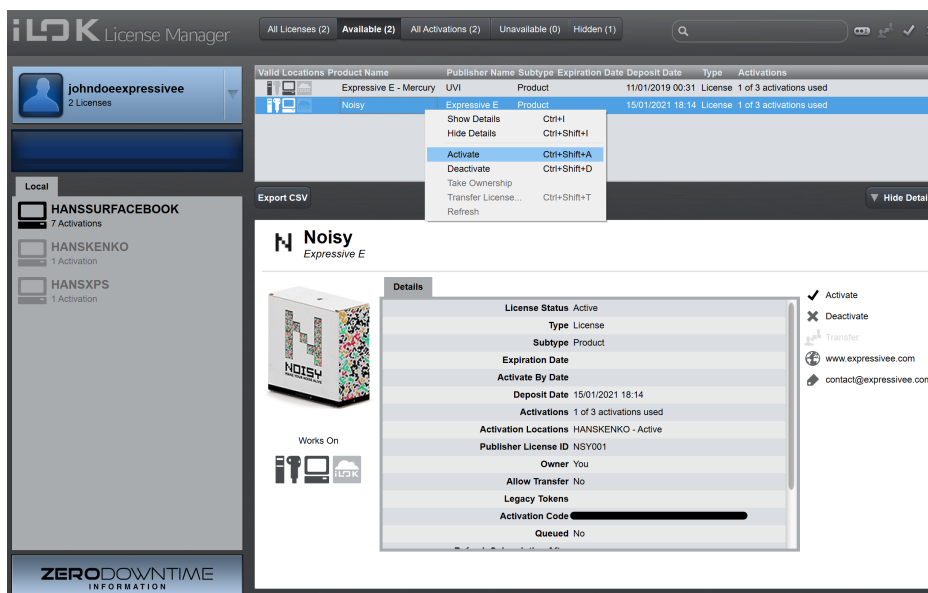 iLOK License Manager
All Licenses (2) Available (2) All Activations (2) Unavailable (0) Hidden (1)
johndoeexpressivee
2 Licenses
Valid Locations Product Name Publisher Name Subtype Expiration Date Deposit Date Type Activations
Expressive E - Mercury UVI Product 11/01/2019 00:31 License 1 of 3 activations used
Noisy Expressive E Product 15/01/2021 18:14 License 1 of 3 activations used
Show Details Ctrl+I
Hide Details Ctrl+Shift+I
Activate Ctrl+Shift+A
Deactivate Ctrl+Shift+D
Take Ownership
Transfer License... Ctrl+Shift+T
Refresh
Local
HANSSURFACEBOOK
7 Activations
HANSKENKO
1 Activation
HANSXPS
1 Activation
Export CSV
Hide Detai
Noisy
Expressive E
NOISY
MAKE YOUR NOISE ALIVE
Works On
iLOK
Details
License Status Active
Type License
Subtype Product
Expiration Date
Activate By Date
Deposit Date 15/01/2021 18:14
Activations 1 of 3 activations used
Activation Locations HANSKENKO - Active
Publisher License ID NSY001
Owner You
Allow Transfer No
Legacy Tokens
Activation Code
Queued No
Activate
Deactivate
Transfer
www.expressivee.com
contact@expressivee.com
ZERODOWNTIME
INFORMATION